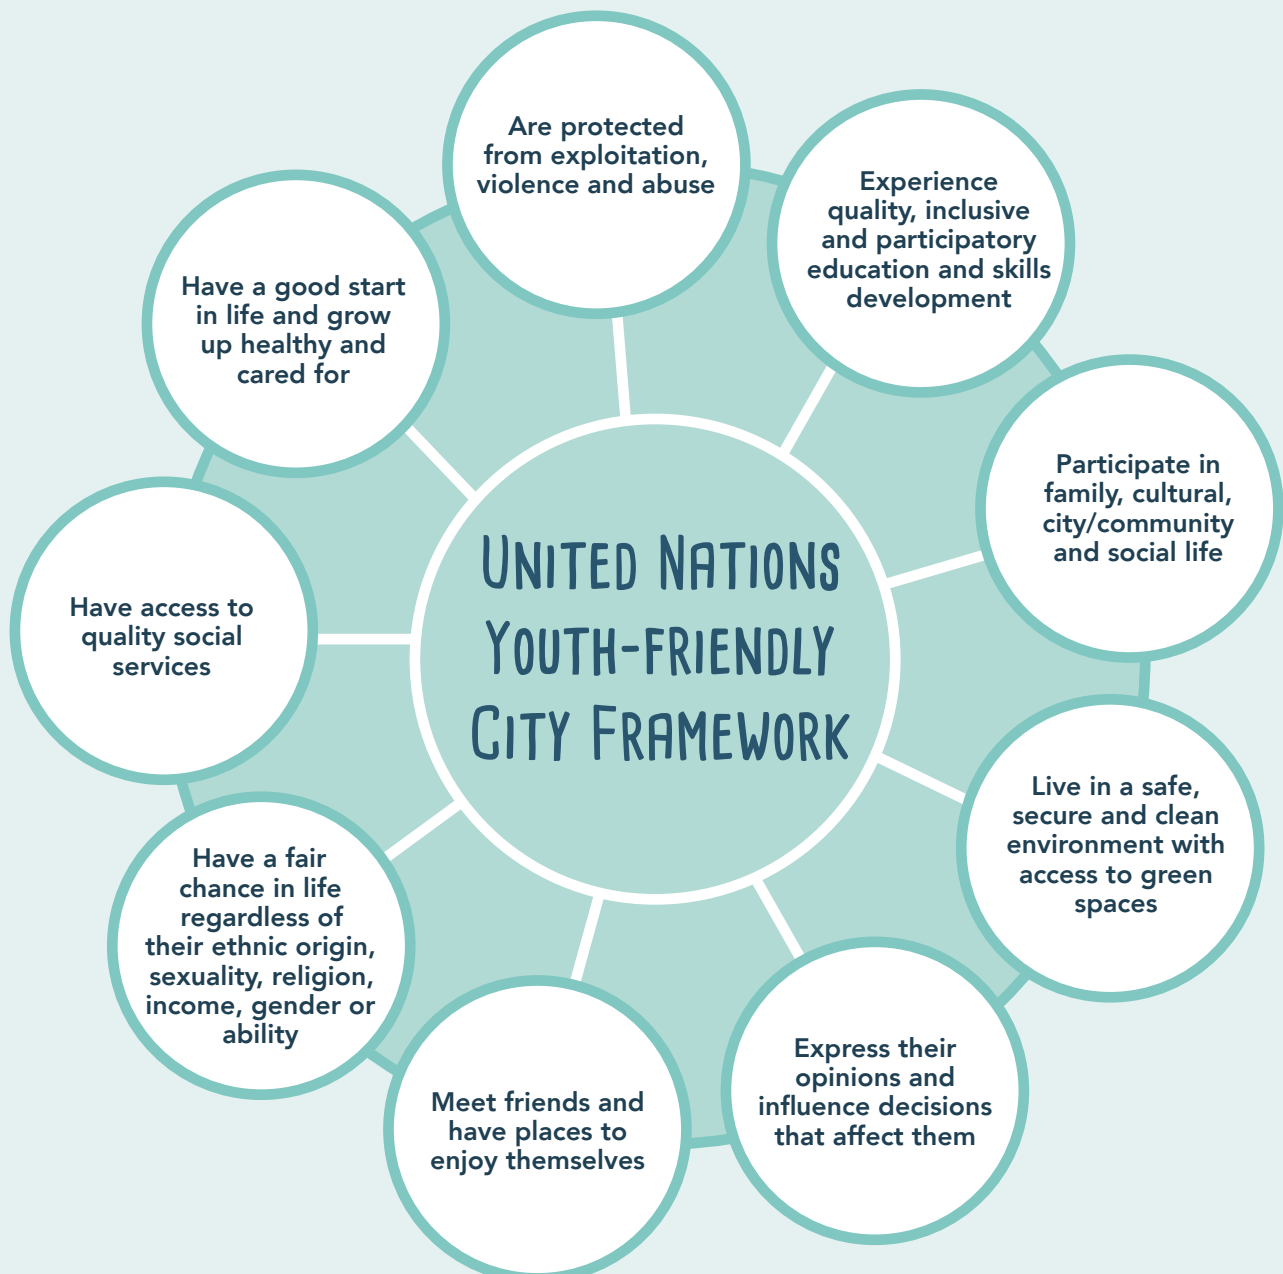 Are protected
from exploitation,
violence and abuse
Experience
quality, inclusive
and participatory
education and skills
development
Participate in
family, cultural,
city/community
and social life
Live in a safe,
secure and clean
environment with
access to green
spaces
Express their
opinions and
influence decisions
that affect them
Meet friends and
have places to
enjoy themselves
Have a fair
chance in life
regardless of
their ethnic origin,
sexuality, religion,
income, gender or
ability
Have access to
quality social
services
Have a good start
in life and grow
up healthy and
cared for
United Nations
Youth-friendly
City Framework